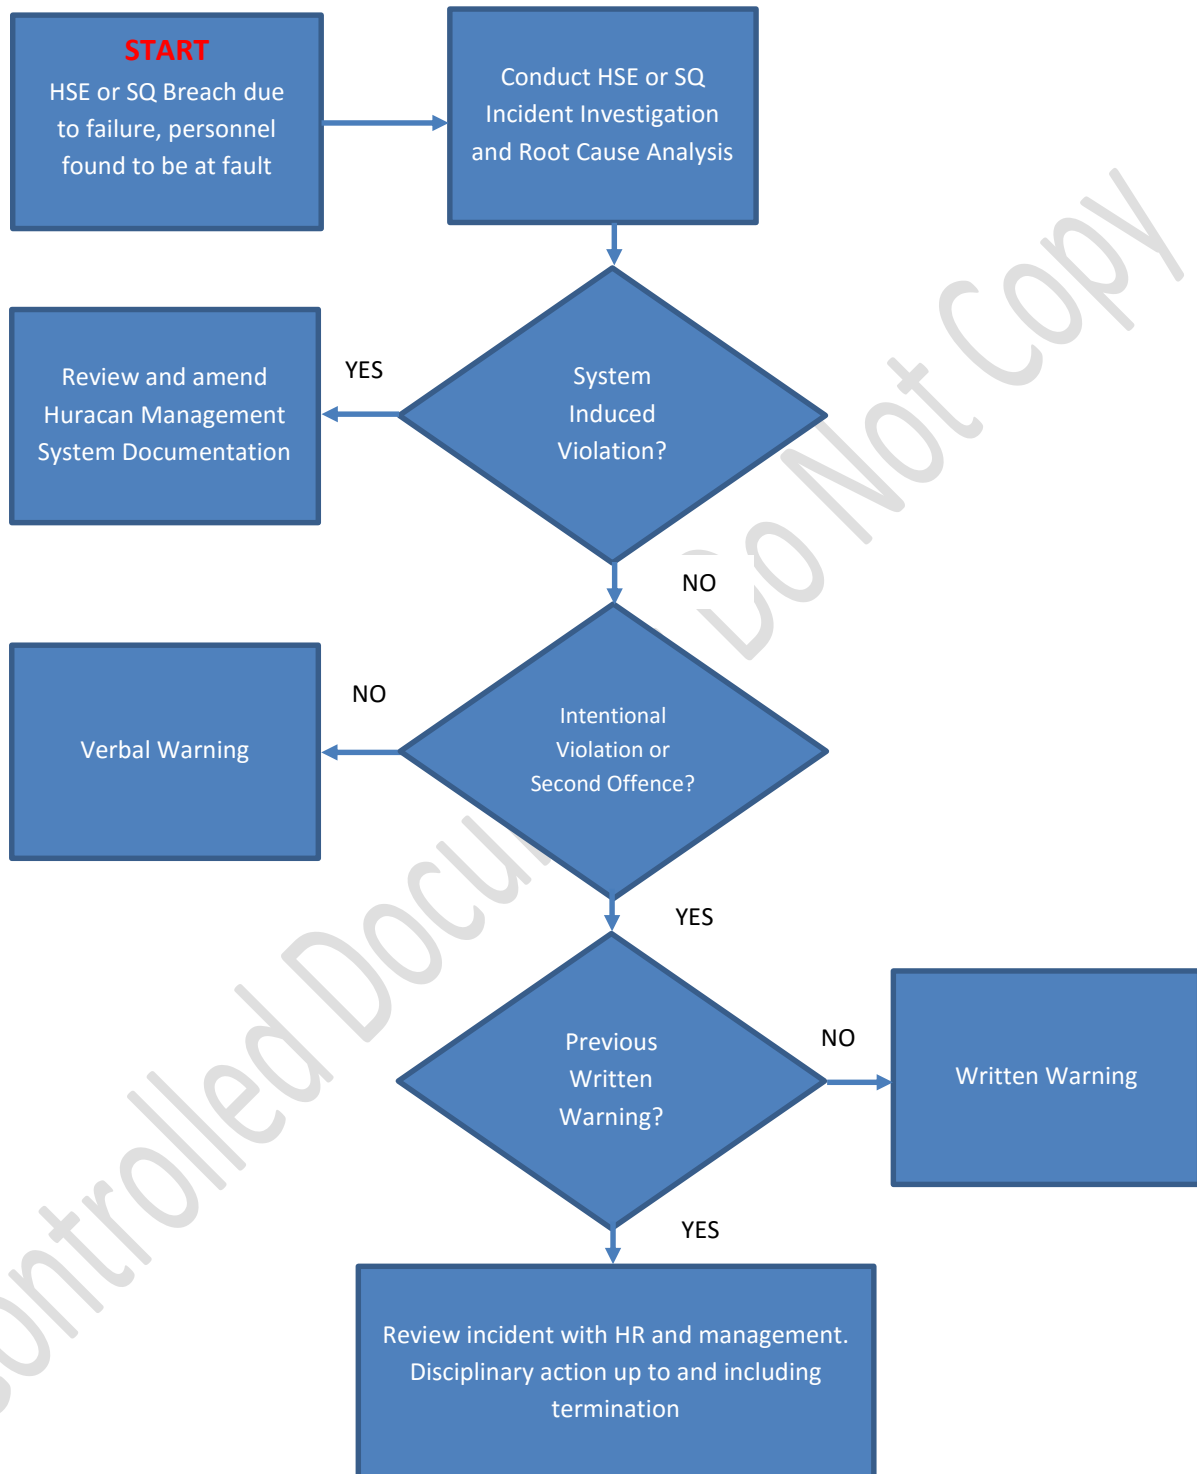 START
HSE or SQ Breach due
to failure, personnel
found to be at fault
Conduct HSE or SQ
Incident Investigation
and Root Cause Analysis
System
Induced
Violation?
YES
Review and amend
Huracan Management
System Documentation
NO
Intentional
Violation or
Second Offence?
NO
Verbal Warning
YES
Previous
Written
Warning?
NO
Written Warning
YES
Review incident with HR and management.
Disciplinary action up to and including
termination
Do Not Copy